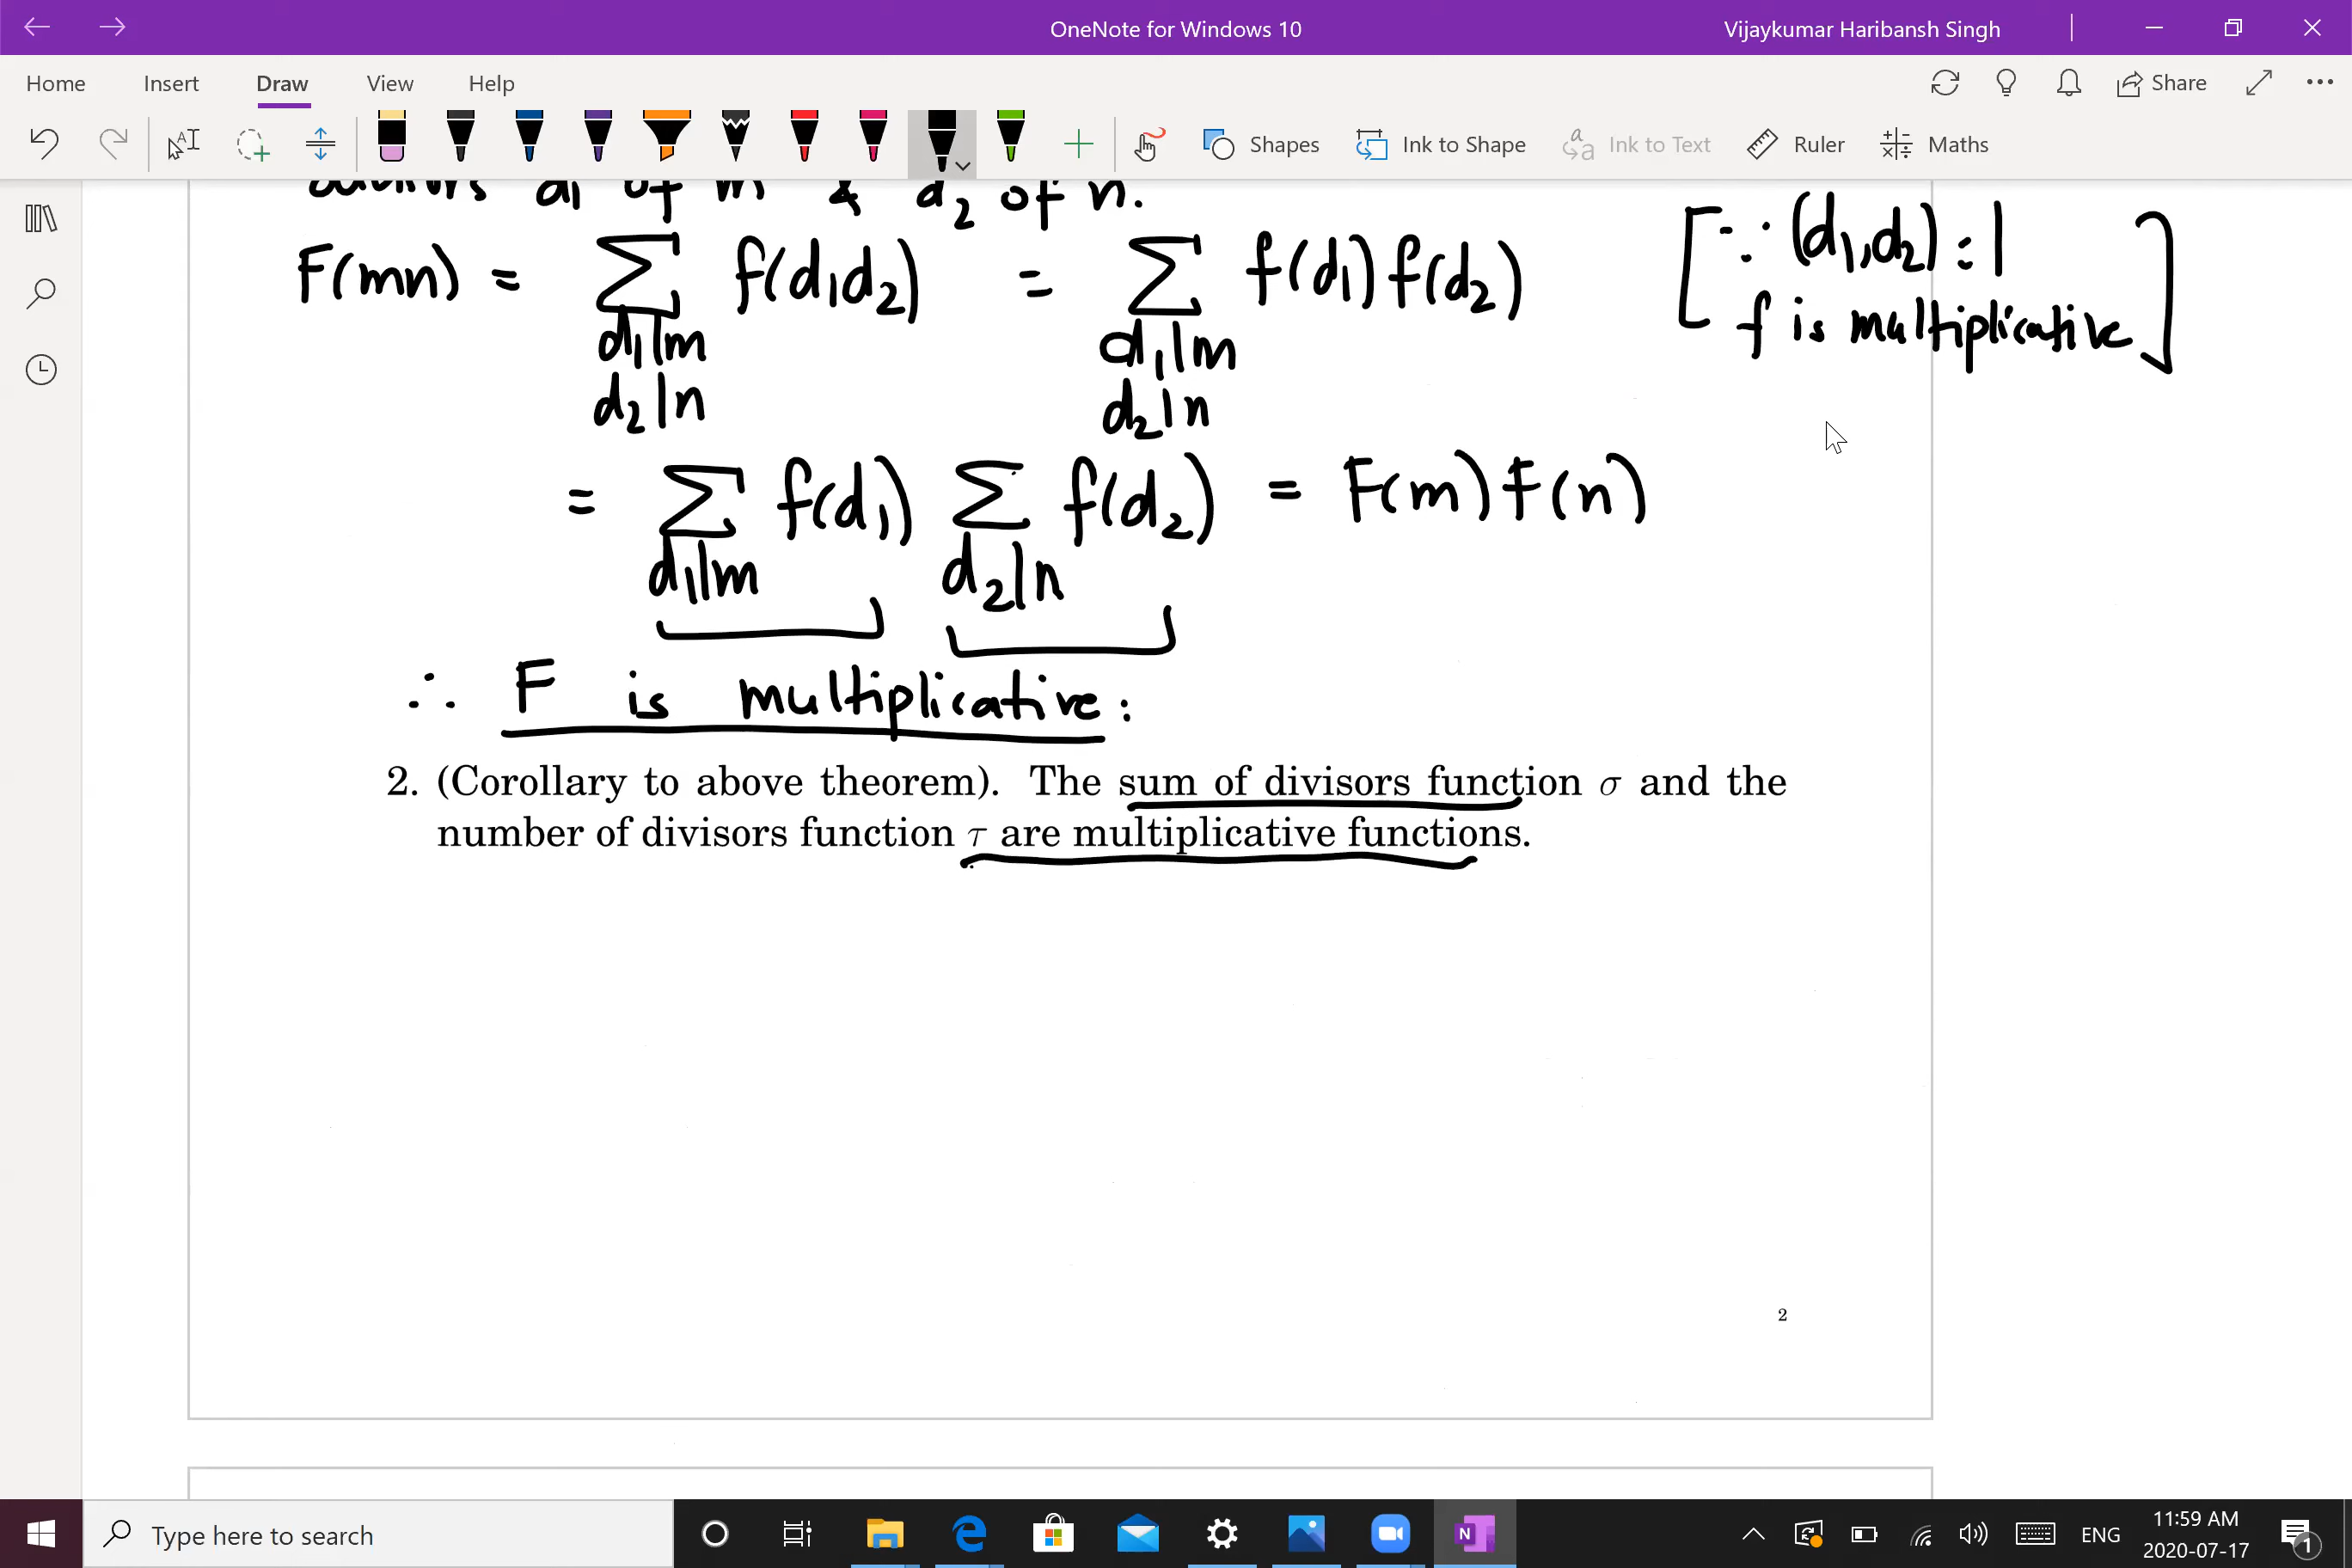 OneNote for Windows 10
Vijaykumar Haribansh Singh
Home Insert Draw View Help
Share
Shapes Ink to Shape Ink to Text Ruler Maths
d₁ of m & d₂ of n.
[∵ (d₁,d₂) = 1
f is multiplicative]
F(mn) = Σ f(d₁d₂) = Σ f(d₁) f(d₂)
d₁|m d₁|m
d₂|n d₂|n
= Σ f(d₁) Σ f(d₂) = F(m) F(n)
d₁|m d₂|n
∴ F is multiplicative.
2. (Corollary to above theorem). The sum of divisors function σ and the
number of divisors function τ are multiplicative functions.
2
Type here to search
ENG
11:59 AM
2020-07-17
1